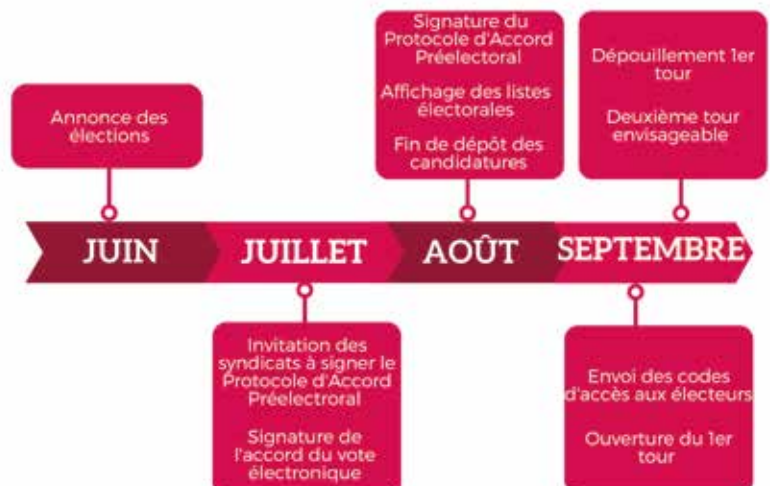 Signature du
Protocole d'Accord
Préelectoral
Affichage des listes
électorales
Fin de dépôt des
candidatures
Dépouillement 1er
tour
Deuxième tour
envisageable
Annonce des
élections
JUIN
JUILLET
AOÛT
SEPTEMBRE
Invitation des
syndicats à signer le
Protocole d'Accord
Préelectroral
Signature de
l'accord du vote
électronique
Envoi des codes
d'accès aux électeurs
Ouverture du 1er
tour